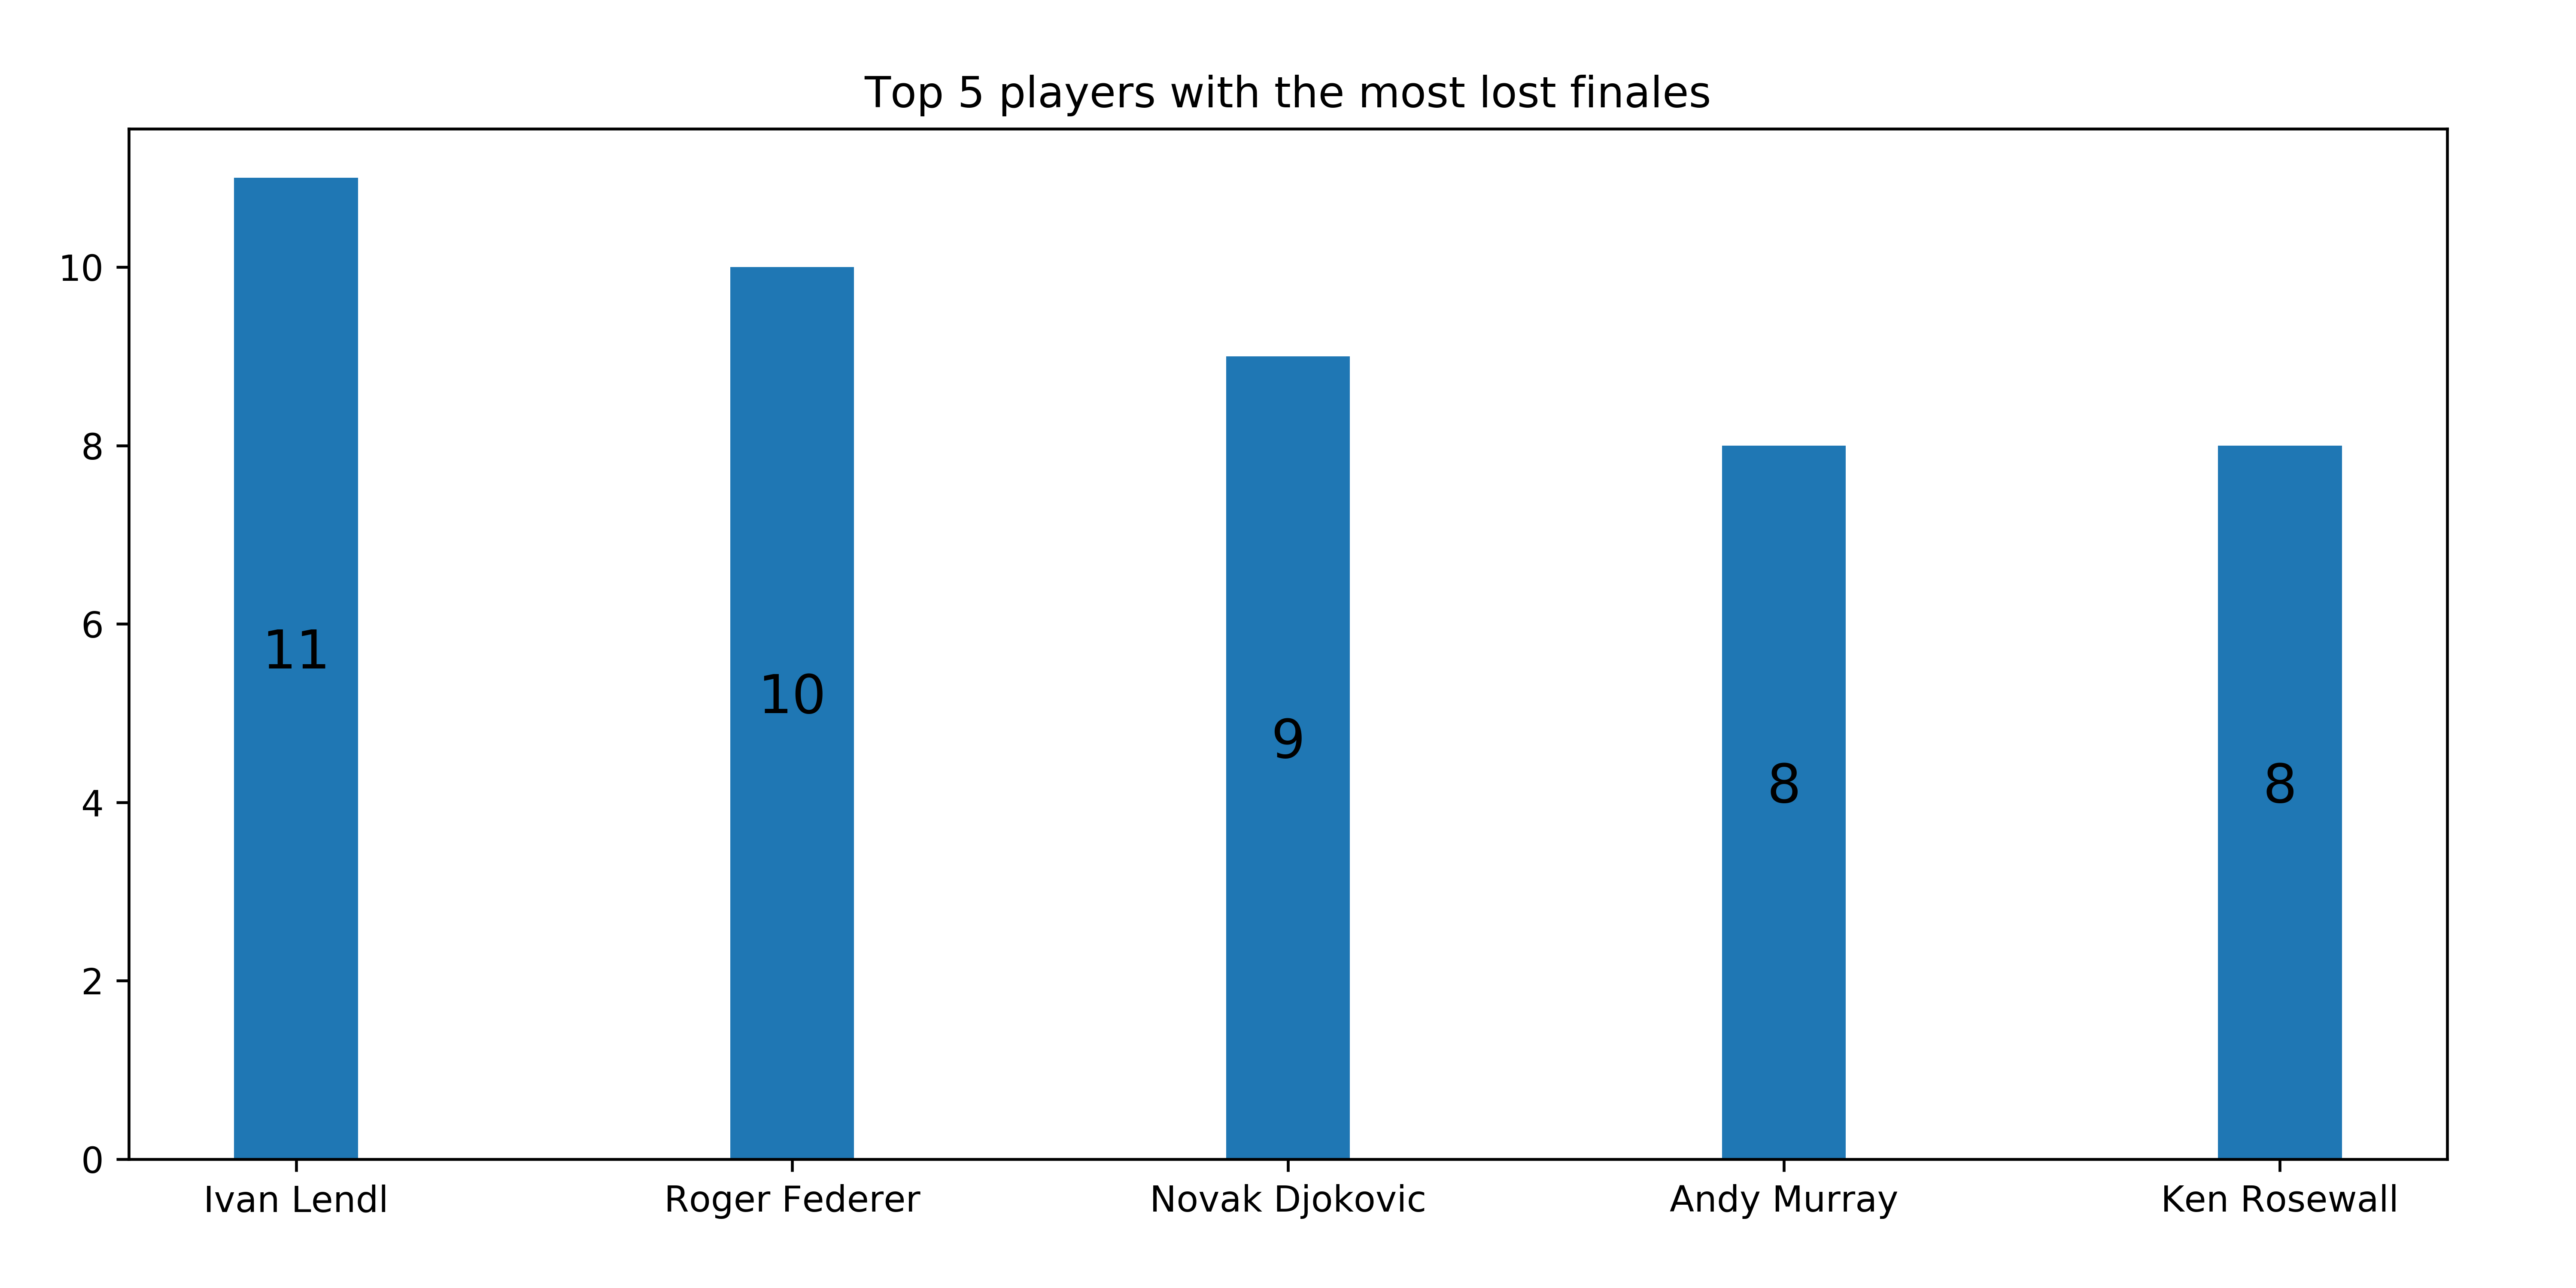 Top 5 players with the most lost finales
10
8
6
4
2
0
11
10
9
8
8
Ivan Lendl
Roger Federer
Novak Djokovic
Andy Murray
Ken Rosewall